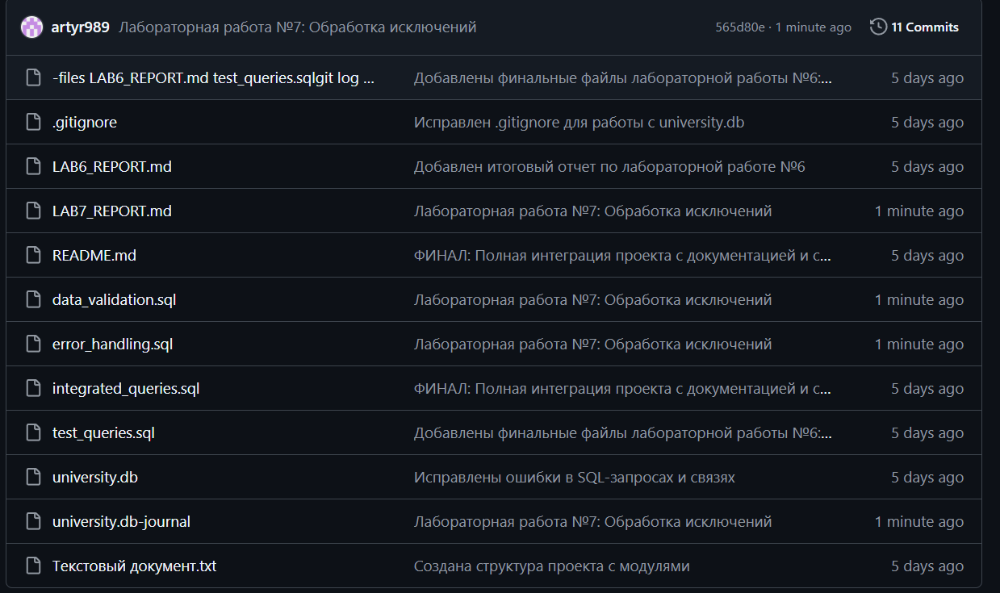 artyr989 Лабораторная работа №7: Обработка исключений 565d80e · 1 minute ago 11 Commits
-files LAB6_REPORT.md test_queries.sqlgit log ... Добавлены финальные файлы лабораторной работы №6:... 5 days ago
.gitignore Исправлен .gitignore для работы с university.db 5 days ago
LAB6_REPORT.md Добавлен итоговый отчет по лабораторной работе №6 5 days ago
LAB7_REPORT.md Лабораторная работа №7: Обработка исключений 1 minute ago
README.md ФИНАЛ: Полная интеграция проекта с документацией и с... 5 days ago
data_validation.sql Лабораторная работа №7: Обработка исключений 1 minute ago
error_handling.sql Лабораторная работа №7: Обработка исключений 1 minute ago
integrated_queries.sql ФИНАЛ: Полная интеграция проекта с документацией и с... 5 days ago
test_queries.sql Добавлены финальные файлы лабораторной работы №6:... 5 days ago
university.db Исправлены ошибки в SQL-запросах и связях 5 days ago
university.db-journal Лабораторная работа №7: Обработка исключений 1 minute ago
Текстовый документ.txt Создана структура проекта с модулями 5 days ago